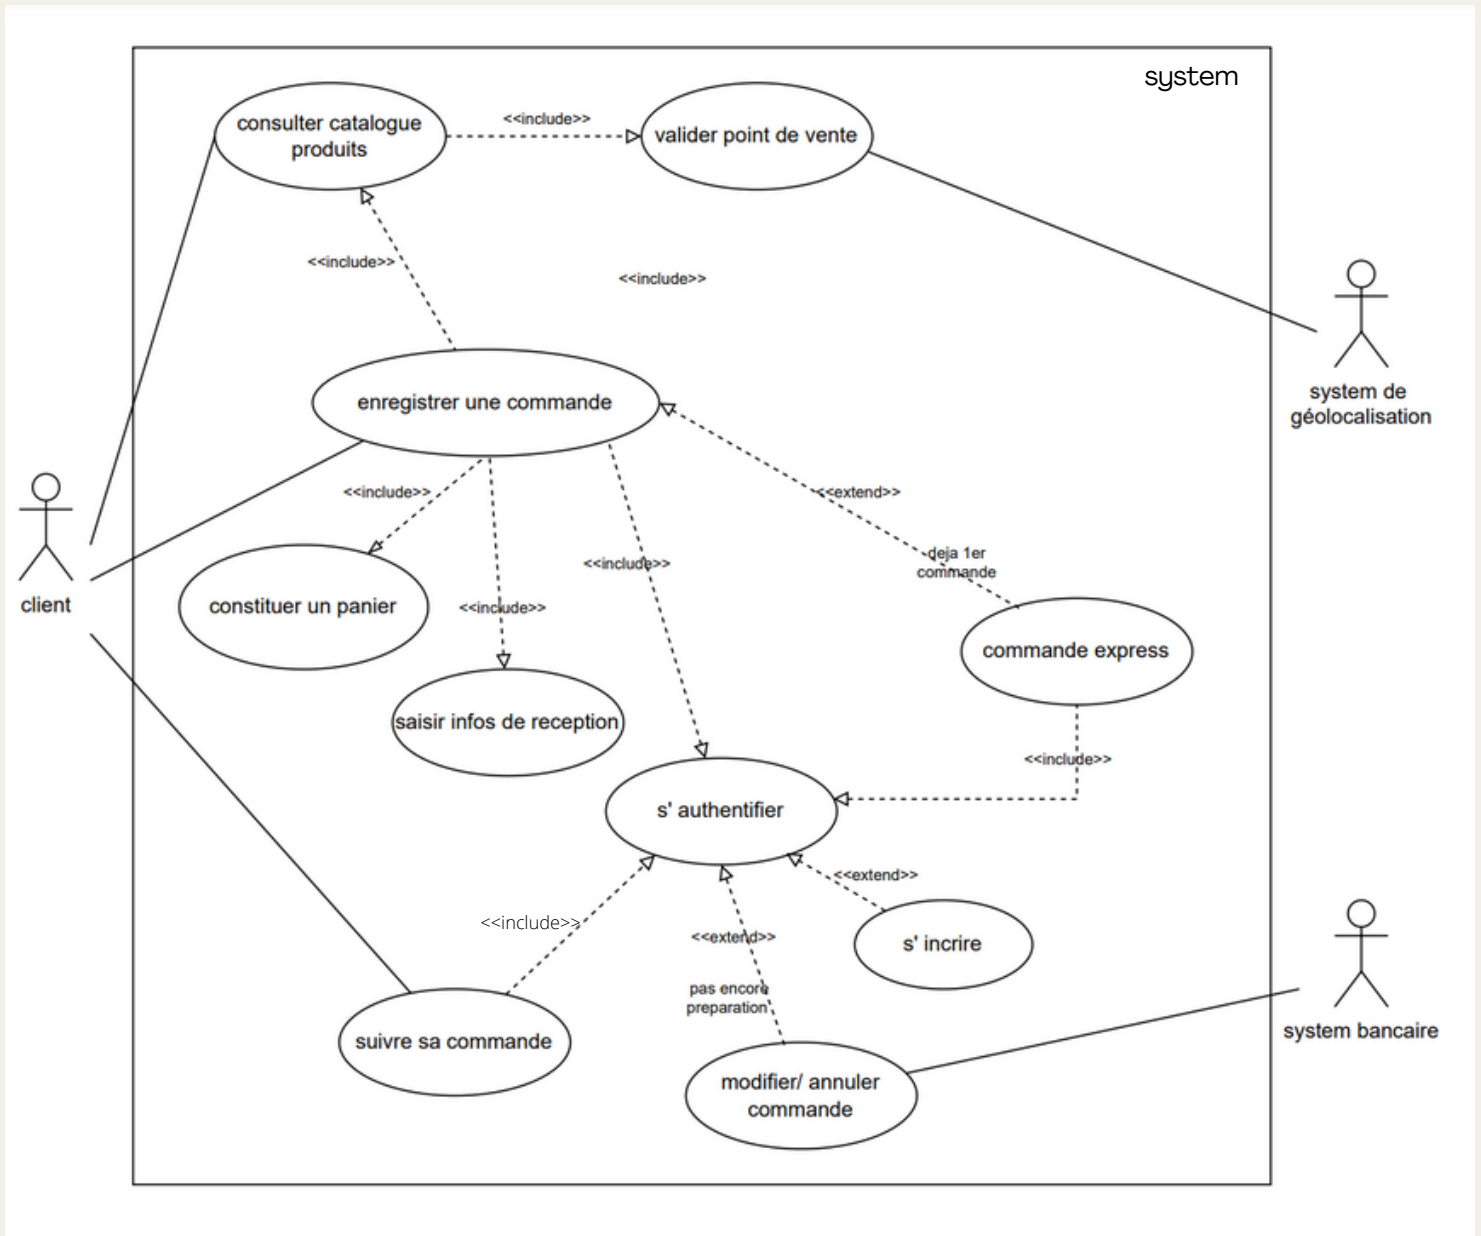 system
consulter catalogue
produits
<<include>>
valider point de vente
<<include>>
<<include>>
system de
géolocalisation
enregistrer une commande
<<include>>
<<extend>>
<<include>>
deja 1er
commande
client
constituer un panier
<<include>>
commande express
saisir infos de reception
<<include>>
s' authentifier
<<extend>>
<<include>>
<<extend>>
s' incrire
pas encore
preparation
system bancaire
suivre sa commande
modifier/ annuler
commande